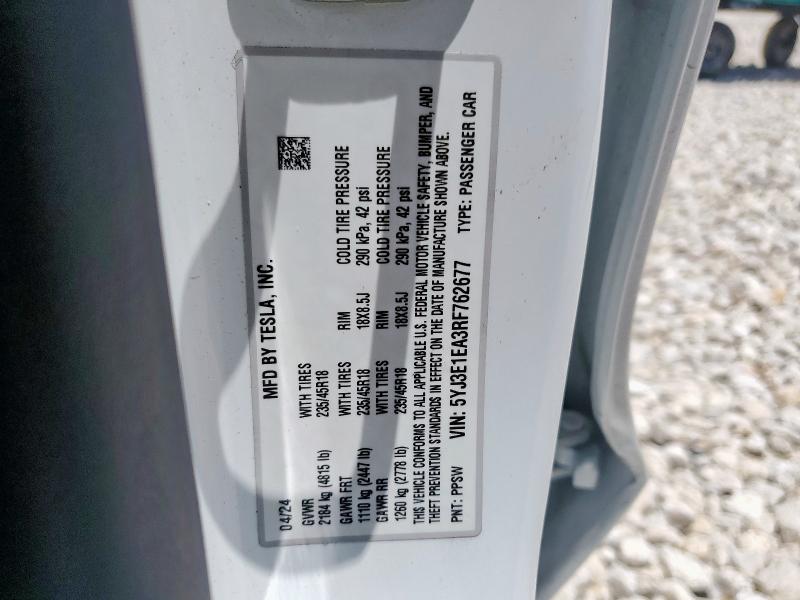 MFD BY TESLA, INC.
04/24
GVWR WITH TIRES
2184 kg (4815 lb) 235/45R18
GAWR FRT WITH TIRES RIM COLD TIRE PRESSURE
1110 kg (2447 lb) 235/45R18 18X8.5J 290 kPa, 42 psi
GAWR RR WITH TIRES RIM COLD TIRE PRESSURE
1260 kg (2778 lb) 235/45R18 18X8.5J 290 kPa, 42 psi
THIS VEHICLE CONFORMS TO ALL APPLICABLE U.S. FEDERAL MOTOR VEHICLE SAFETY, BUMPER, AND
THEFT PREVENTION STANDARDS IN EFFECT ON THE DATE OF MANUFACTURE SHOWN ABOVE.
VIN: 5YJ3E1EA3RF762677 TYPE: PASSENGER CAR
PNT: PPSW